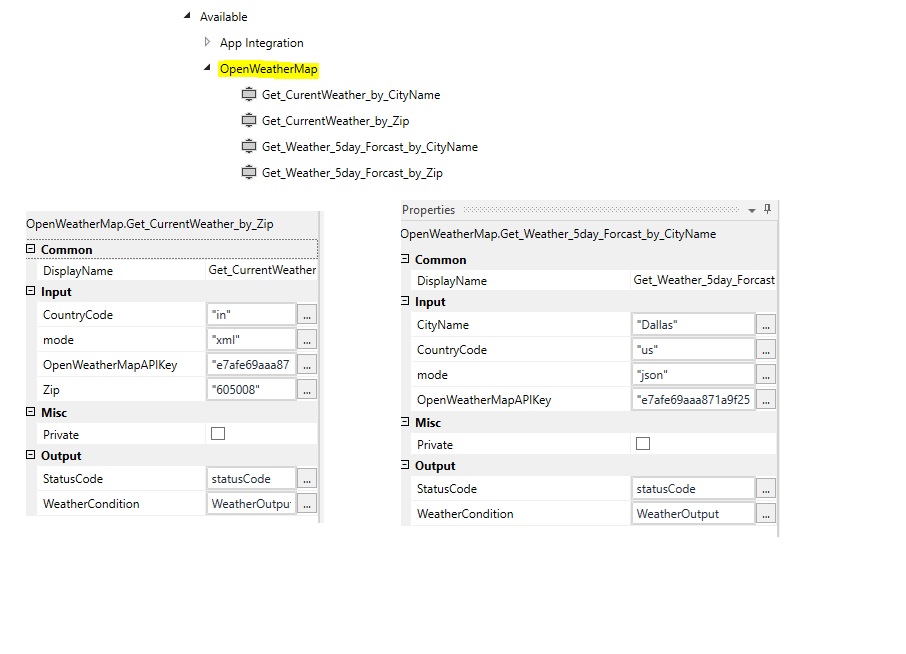 Available
App Integration
OpenWeatherMap
Get_CurentWeather_by_CityName
Get_CurrentWeather_by_Zip
Get_Weather_5day_Forcast_by_CityName
Get_Weather_5day_Forcast_by_Zip
OpenWeatherMap.Get_CurrentWeather_by_Zip
Common
DisplayName Get_CurrentWeather
Input
CountryCode "in" ...
mode "xml" ...
OpenWeatherMapAPIKey "e7afe69aaa87 ...
Zip "605008" ...
Misc
Private
Output
StatusCode statusCode ...
WeatherCondition WeatherOutpu ...
Properties
OpenWeatherMap.Get_Weather_5day_Forcast_by_CityName
Common
DisplayName Get_Weather_5day_Forcast
Input
CityName "Dallas" ...
CountryCode "us" ...
mode "json" ...
OpenWeatherMapAPIKey "e7afe69aaa871a9f25 ...
Misc
Private
Output
StatusCode statusCode ...
WeatherCondition WeatherOutput ...